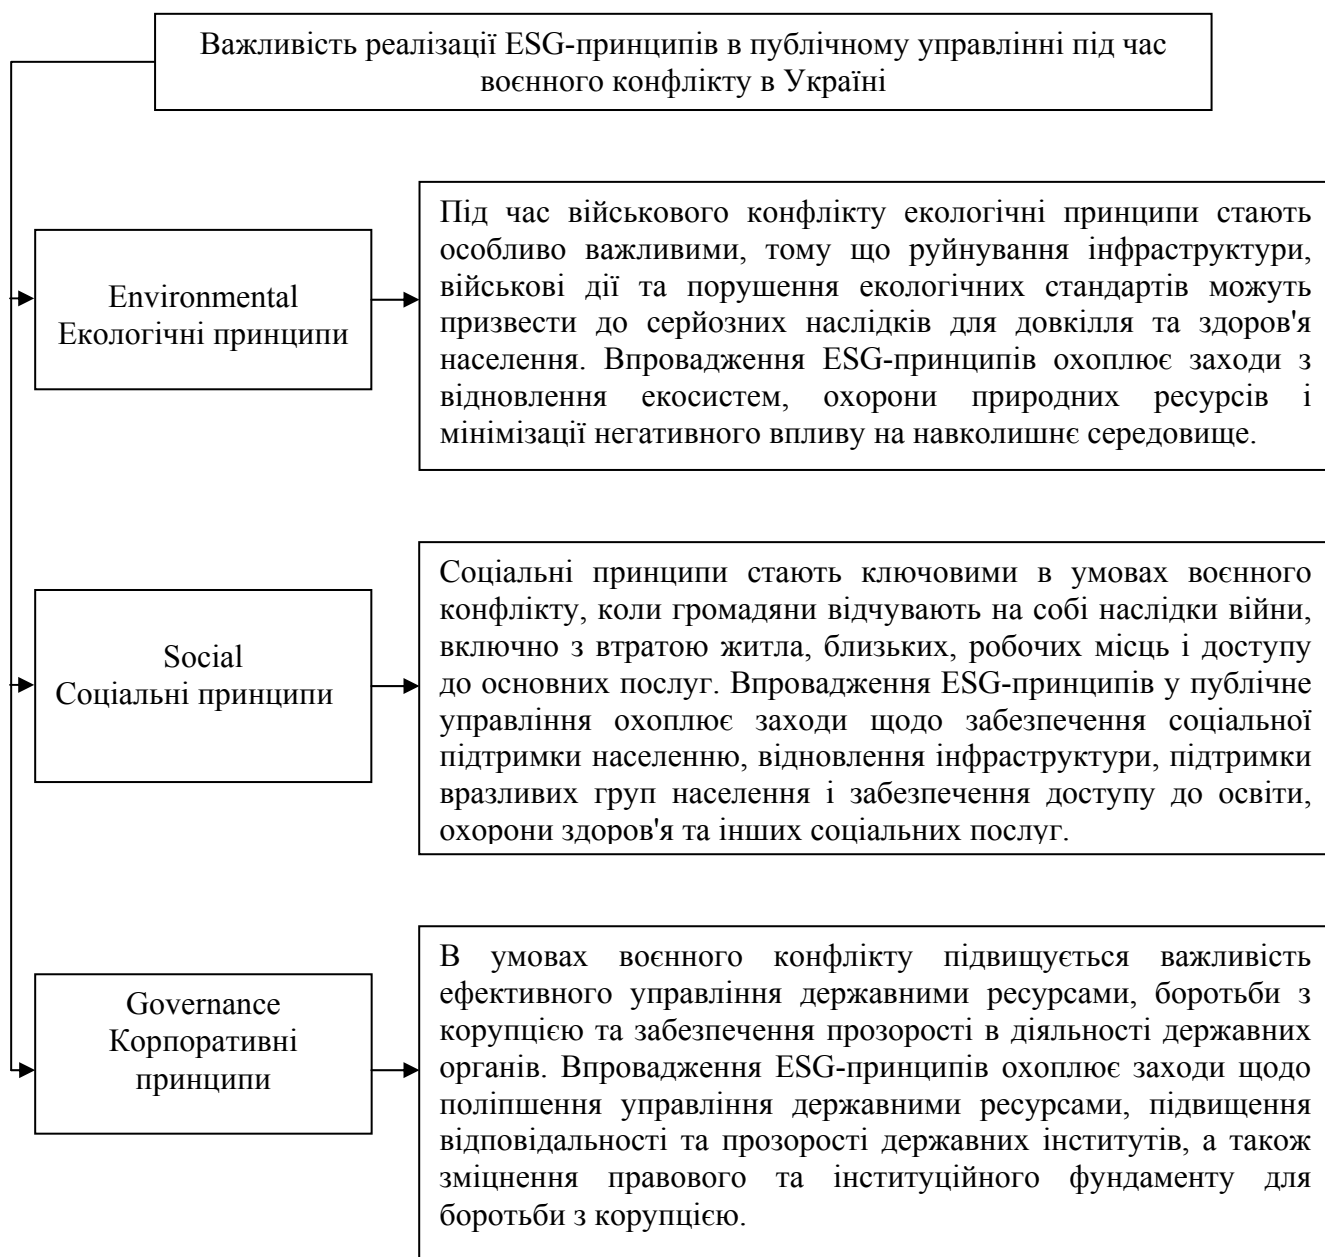 Важливість реалізації ESG-принципів в публічному управлінні під час
воєнного конфлікту в Україні
Environmental
Екологічні принципи
Під час військового конфлікту екологічні принципи стають
особливо важливими, тому що руйнування інфраструктури,
військові дії та порушення екологічних стандартів можуть
призвести до серйозних наслідків для довкілля та здоров'я
населення. Впровадження ESG-принципів охоплює заходи з
відновлення екосистем, охорони природних ресурсів і
мінімізації негативного впливу на навколишнє середовище.
Social
Соціальні принципи
Соціальні принципи стають ключовими в умовах воєнного
конфлікту, коли громадяни відчувають на собі наслідки війни,
включно з втратою житла, близьких, робочих місць і доступу
до основних послуг. Впровадження ESG-принципів у публічне
управління охоплює заходи щодо забезпечення соціальної
підтримки населенню, відновлення інфраструктури, підтримки
вразливих груп населення і забезпечення доступу до освіти,
охорони здоров'я та інших соціальних послуг.
Governance
Корпоративні
принципи
В умовах воєнного конфлікту підвищується важливість
ефективного управління державними ресурсами, боротьби з
корупцією та забезпечення прозорості в діяльності державних
органів. Впровадження ESG-принципів охоплює заходи щодо
поліпшення управління державними ресурсами, підвищення
відповідальності та прозорості державних інститутів, а також
зміцнення правового та інституційного фундаменту для
боротьби з корупцією.